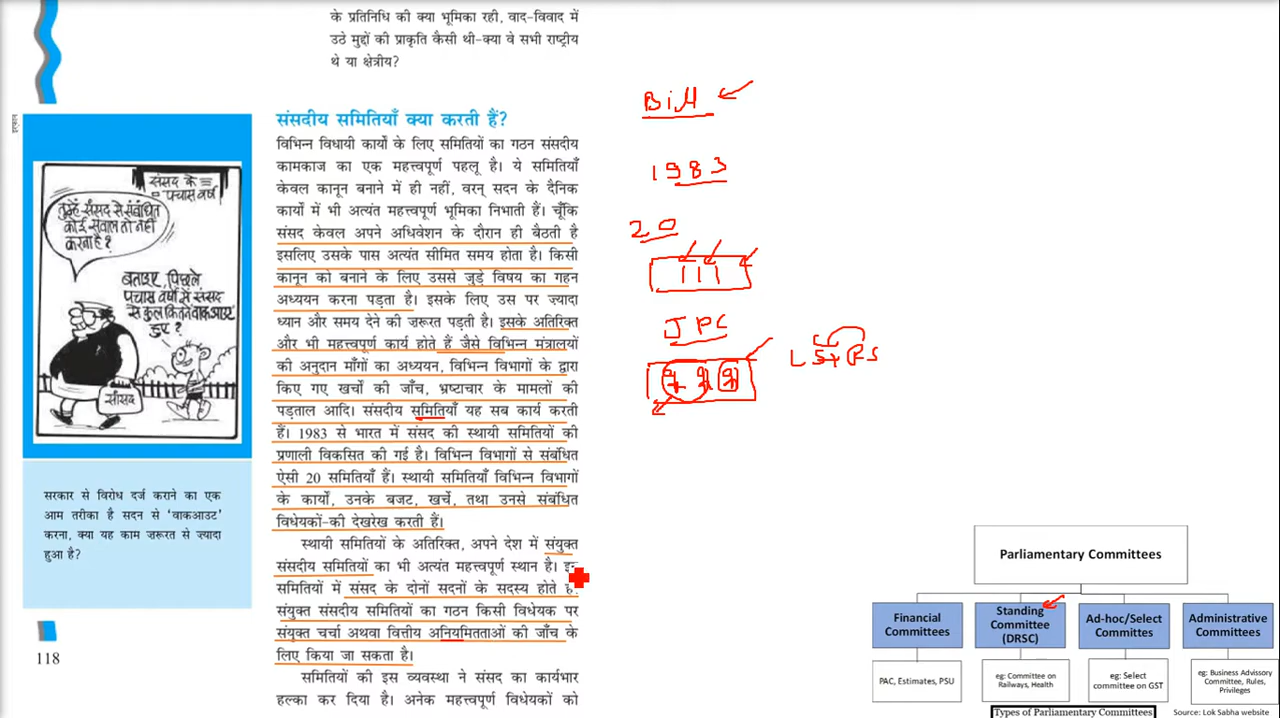 के प्रतिनिधि की क्या भूमिका रही, वाद-विवाद में
उठे मुद्दों की प्राकृति कैसी थी-क्या वे सभी राष्ट्रीय
थे या क्षेत्रीय?
इरफान
संसद के
पचास वर्ष
तुम्हें संसद से संबंधित
कोई सवाल तो नहीं
करना है?
बताइए, पिछले
पचास वर्षों में संसद
से कुल कितने वाकआउट
हुए?
सांसद
सरकार से विरोध दर्ज कराने का एक
आम तरीका है सदन से 'वाकआउट'
करना, क्या यह काम ज़रूरत से ज्यादा
हुआ है?
118
संसदीय समितियाँ क्या करती हैं?
विभिन्न विधायी कार्यों के लिए समितियों का गठन संसदीय
कामकाज का एक महत्त्वपूर्ण पहलू है। ये समितियाँ
केवल कानून बनाने में ही नहीं, वरन् सदन के दैनिक
कार्यों में भी अत्यंत महत्त्वपूर्ण भूमिका निभाती हैं। चूँकि
संसद केवल अपने अधिवेशन के दौरान ही बैठती है
इसलिए उसके पास अत्यंत सीमित समय होता है। किसी
कानून को बनाने के लिए उससे जुड़े विषय का गहन
अध्ययन करना पड़ता है। इसके लिए उस पर ज्यादा
ध्यान और समय देने की ज़रूरत पड़ती है। इसके अतिरिक्त
और भी महत्त्वपूर्ण कार्य होते हैं जैसे विभिन्न मंत्रालयों
की अनुदान माँगों का अध्ययन, विभिन्न विभागों के द्वारा
किए गए खर्चों की जाँच, भ्रष्टाचार के मामलों की
पड़ताल आदि। संसदीय समितियाँ यह सब कार्य करती
हैं। 1983 से भारत में संसद की स्थायी समितियों की
प्रणाली विकसित की गई है। विभिन्न विभागों से संबंधित
ऐसी 20 समितियाँ हैं। स्थायी समितियाँ विभिन्न विभागों
के कार्यों, उनके बजट, खर्चे, तथा उनसे संबंधित
विधेयकों-की देखरेख करती हैं।
स्थायी समितियों के अतिरिक्त, अपने देश में संयुक्त
संसदीय समितियों का भी अत्यंत महत्त्वपूर्ण स्थान है। इन
समितियों में संसद के दोनों सदनों के सदस्य होते हैं।
संयुक्त संसदीय समितियों का गठन किसी विधेयक पर
संयुक्त चर्चा अथवा वित्तीय अनियमितताओं की जाँच के
लिए किया जा सकता है।
समितियों की इस व्यवस्था ने संसद का कार्यभार
हल्का कर दिया है। अनेक महत्त्वपूर्ण विधेयकों को
Bill
1983
20
JPC
LS+RS
Parliamentary Committees
Financial
Committees
Standing
Committee
(DRSC)
Ad-hoc/Select
Committes
Administrative
Committees
PAC, Estimates, PSU
eg: Committee on
Railways, Health
eg: Select
committee on GST
eg: Business Advisory
Committee, Rules,
Privileges
Types of Parliamentary Committees
Source: Lok Sabha website